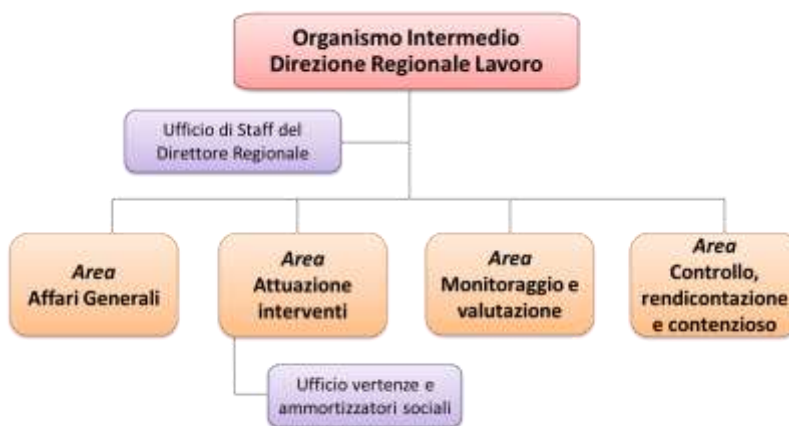 Organismo Intermedio
Direzione Regionale Lavoro
Ufficio di Staff del
Direttore Regionale
Area
Affari Generali
Area
Attuazione
interventi
Area
Monitoraggio e
valutazione
Area
Controllo,
rendicontazione
e contenzioso
Ufficio vertenze e
ammortizzatori sociali